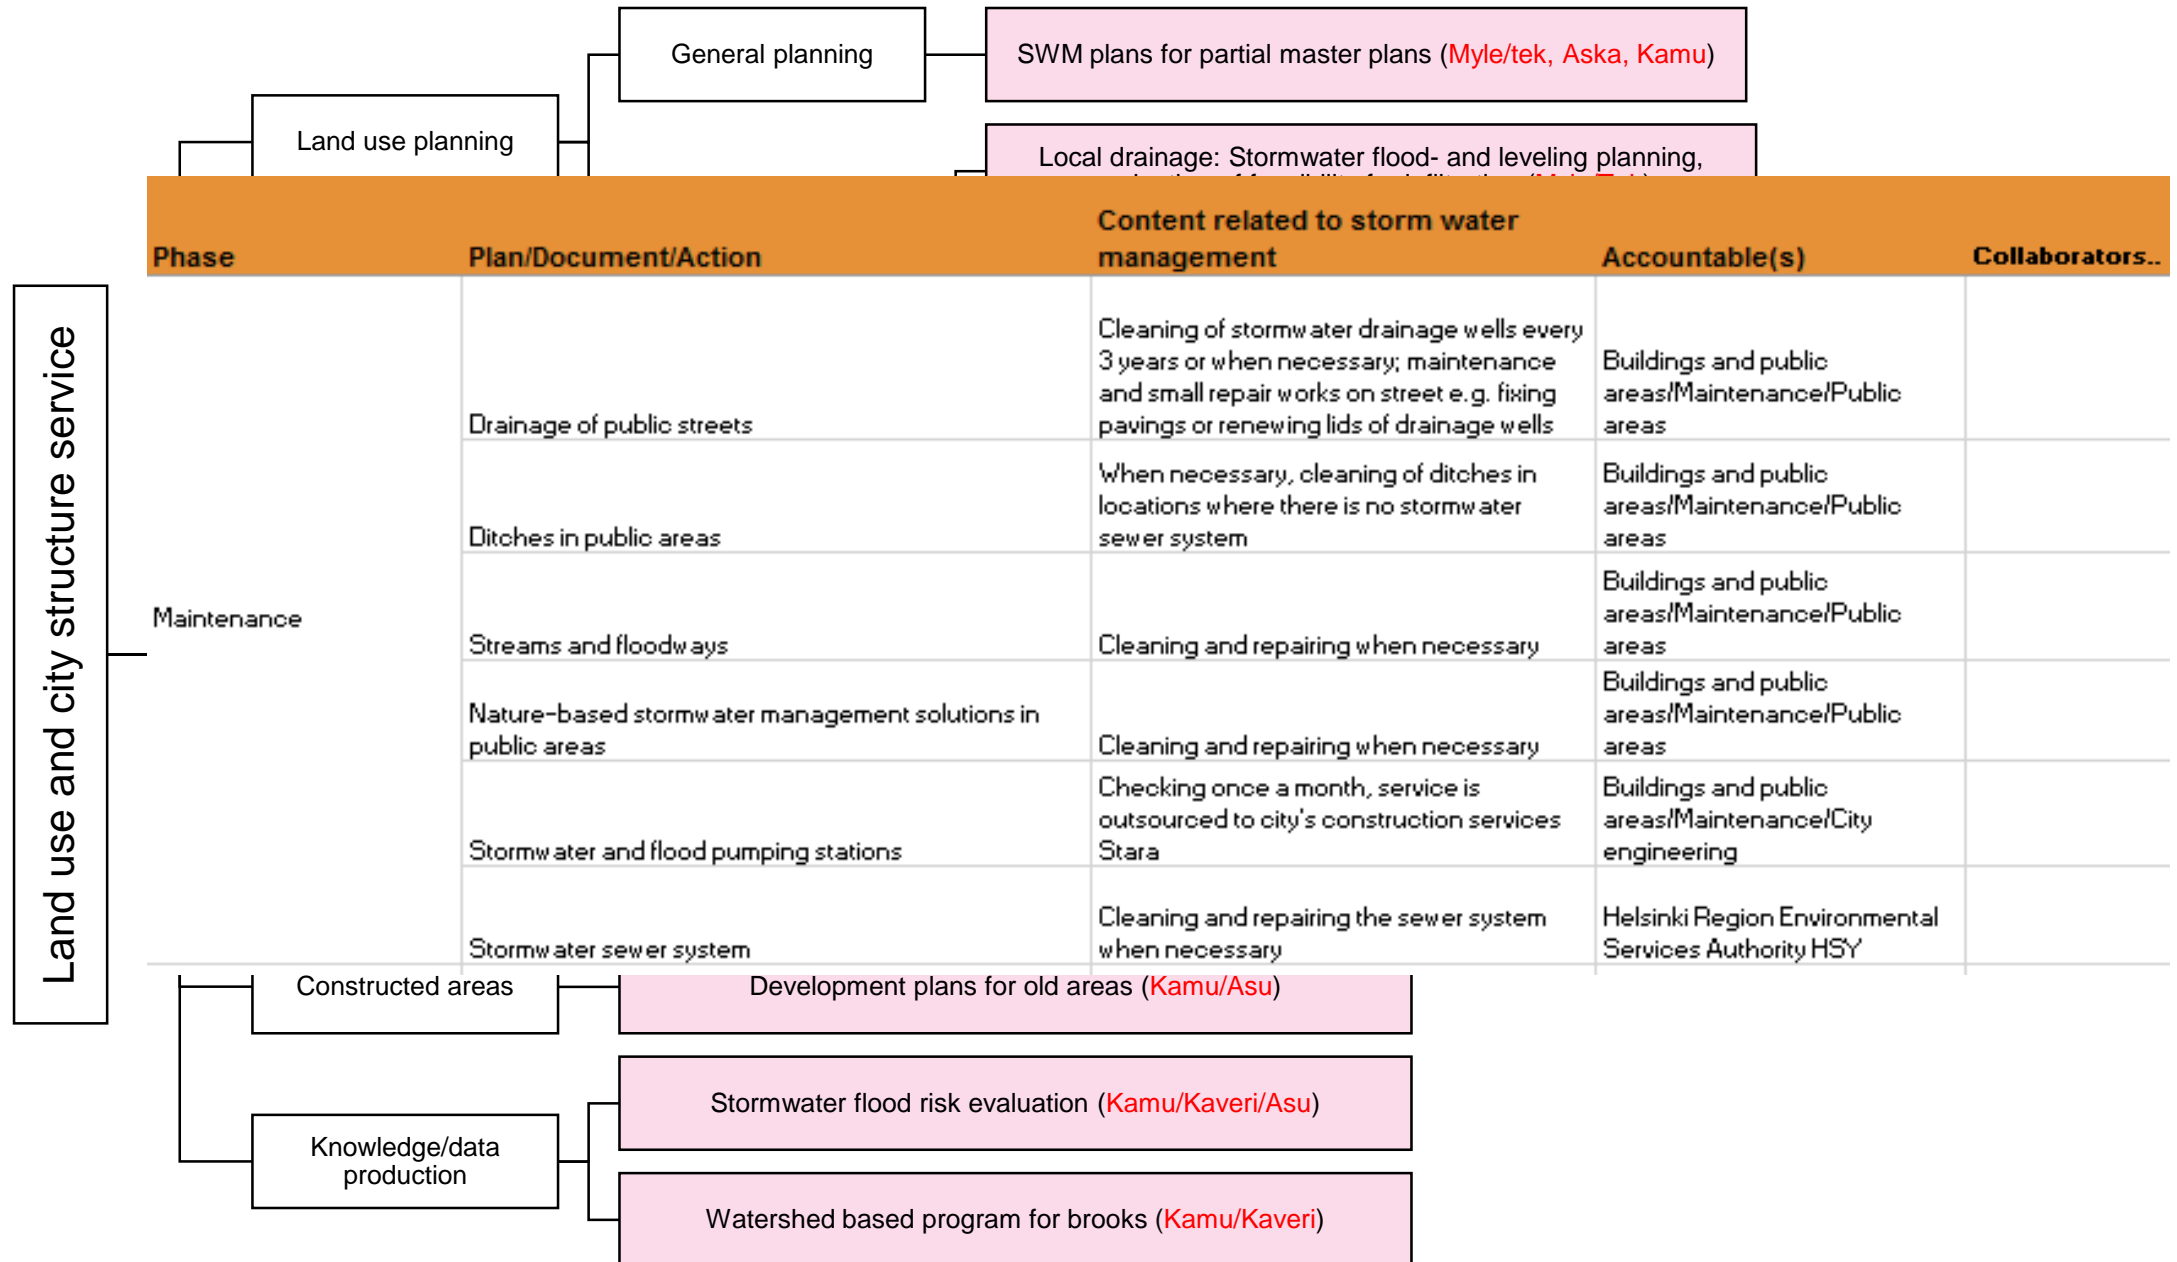 General planning
SWM plans for partial master plans (Myle/tek, Aska, Kamu)
Land use planning
Local drainage: Stormwater flood- and leveling planning,
Phase
Plan/Document/Action
Content related to storm water
management
Accountable(s)
Collaborators..
Land use and city structure service
Maintenance
Drainage of public streets
Cleaning of stormwater drainage wells every
3 years or when necessary; maintenance
and small repair works on street e.g. fixing
pavings or renewing lids of drainage wells
Buildings and public
areas/Maintenance/Public
areas
Ditches in public areas
When necessary, cleaning of ditches in
locations where there is no stormwater
sewer system
Buildings and public
areas/Maintenance/Public
areas
Streams and floodways
Cleaning and repairing when necessary
Buildings and public
areas/Maintenance/Public
areas
Nature-based stormwater management solutions in
public areas
Cleaning and repairing when necessary
Buildings and public
areas/Maintenance/Public
areas
Stormwater and flood pumping stations
Checking once a month, service is
outsourced to city's construction services
Stara
Buildings and public
areas/Maintenance/City
engineering
Stormwater sewer system
Cleaning and repairing the sewer system
when necessary
Helsinki Region Environmental
Services Authority HSY
Constructed areas
Development plans for old areas (Kamu/Asu)
Stormwater flood risk evaluation (Kamu/Kaveri/Asu)
Knowledge/data
production
Watershed based program for brooks (Kamu/Kaveri)